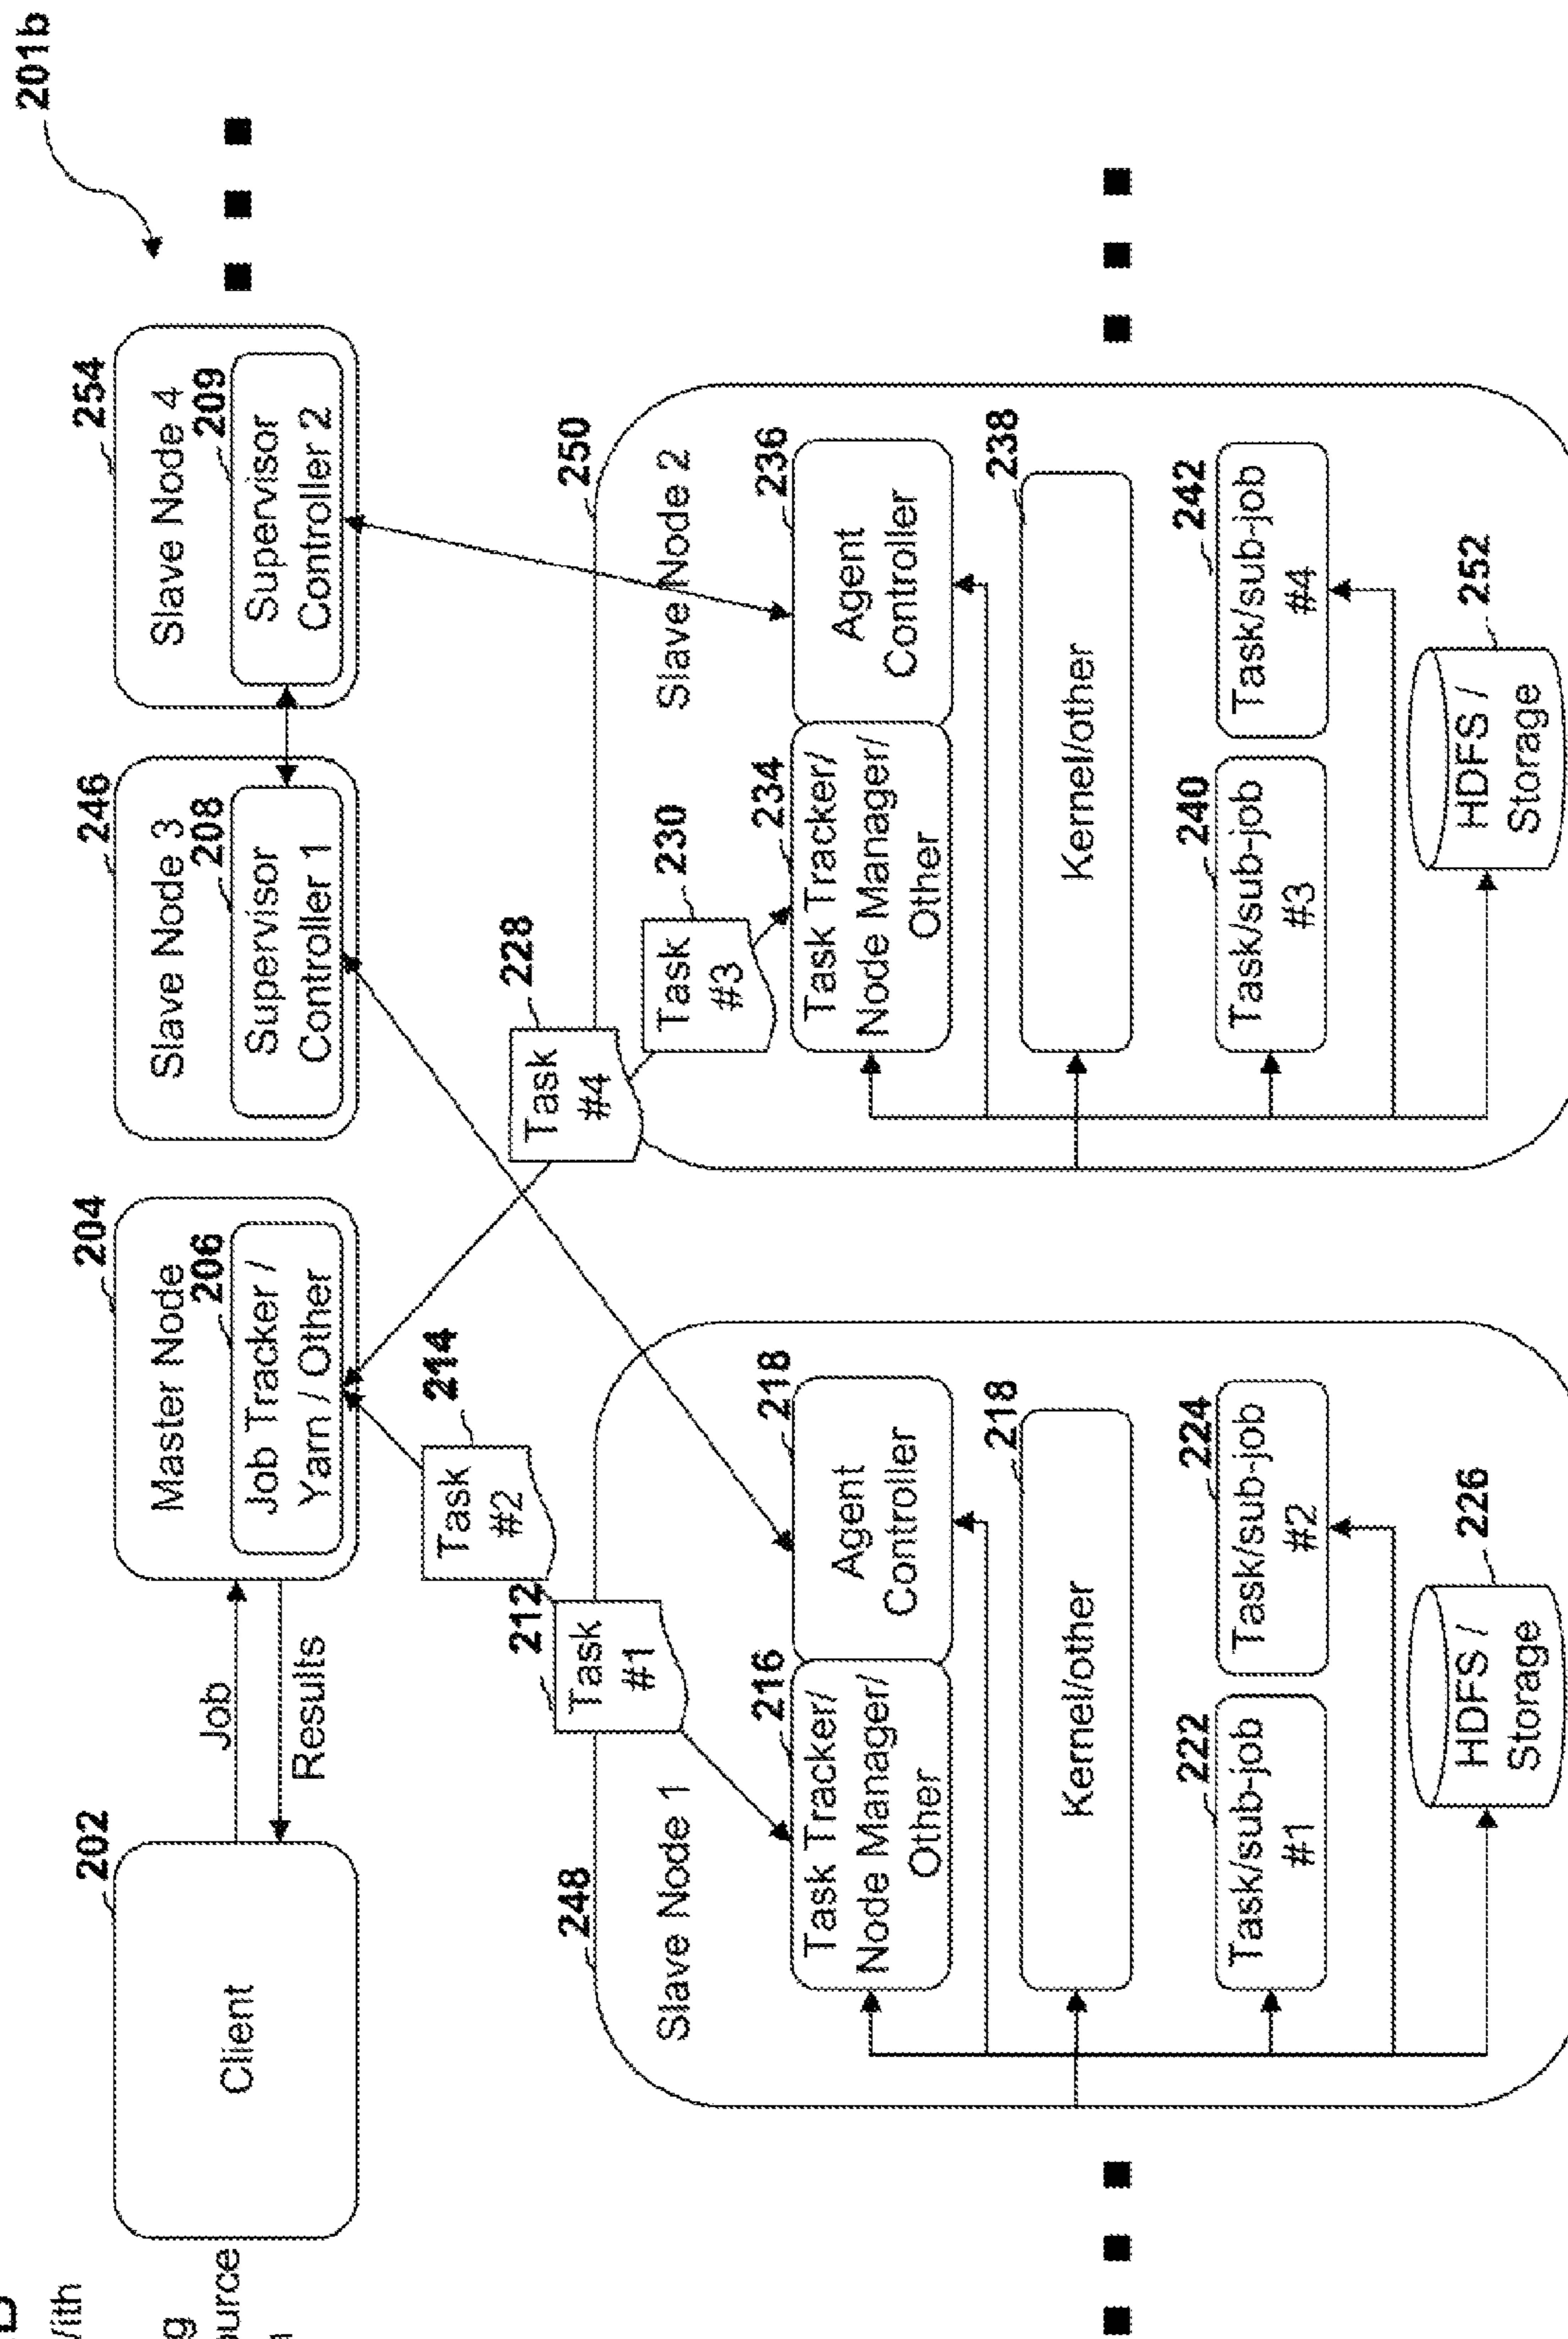 201b
202
Client
Job
Results
204
Master Node
206
Job Tracker /
Yarn / Other
246
Slave Node 3
208
Supervisor
Controller 1
254
Slave Node 4
209
Supervisor
Controller 2
214
Task
#2
212
Task
#1
228
Task
#4
230
Task
#3
248
Slave Node 1
216
Task Tracker/
Node Manager/
Other
218
Agent
Controller
218
Kernel/other
222
Task/sub-job
#1
224
Task/sub-job
#2
226
HDFS /
Storage
250
Slave Node 2
234
Task Tracker/
Node Manager/
Other
236
Agent
Controller
238
Kernel/other
240
Task/sub-job
#3
242
Task/sub-job
#4
252
HDFS /
Storage